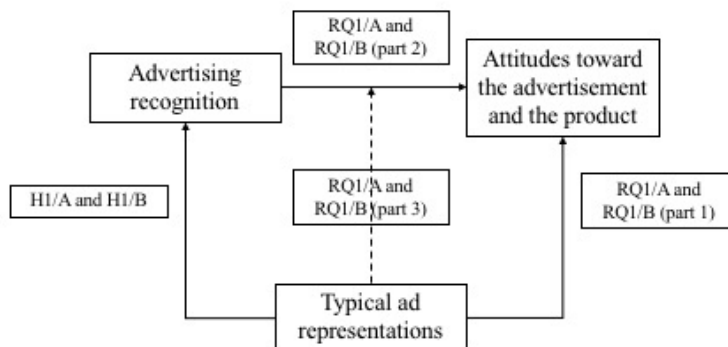 RQ1/A and
RQ1/B (part 2)
Advertising
recognition
Attitudes toward
the advertisement
and the product
H1/A and H1/B
RQ1/A and
RQ1/B (part 3)
RQ1/A and
RQ1/B (part 1)
Typical ad
representations